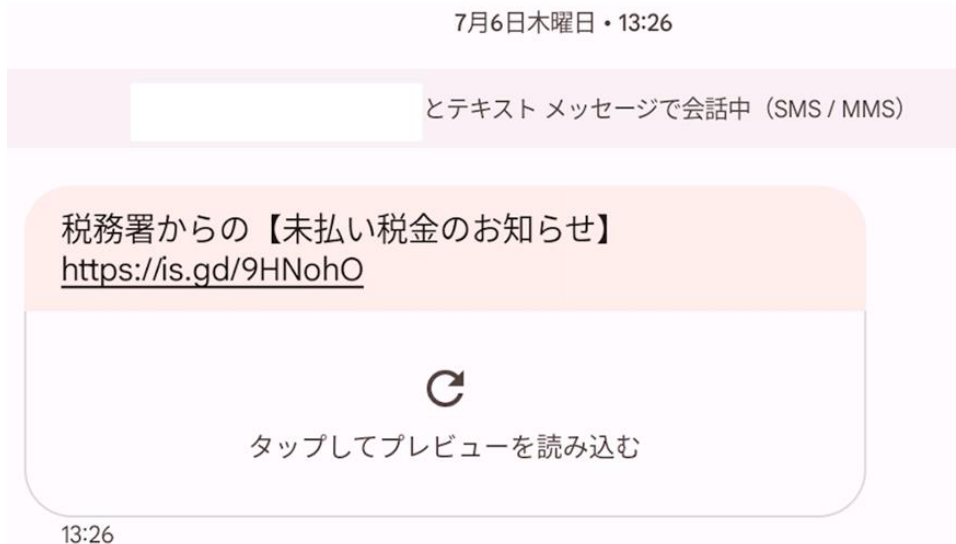 7月6日木曜日 • 13:26
とテキスト メッセージで会話中（SMS / MMS）
税務署からの【未払い税金のお知らせ】
https://is.gd/9HNohO
タップしてプレビューを読み込む
13:26